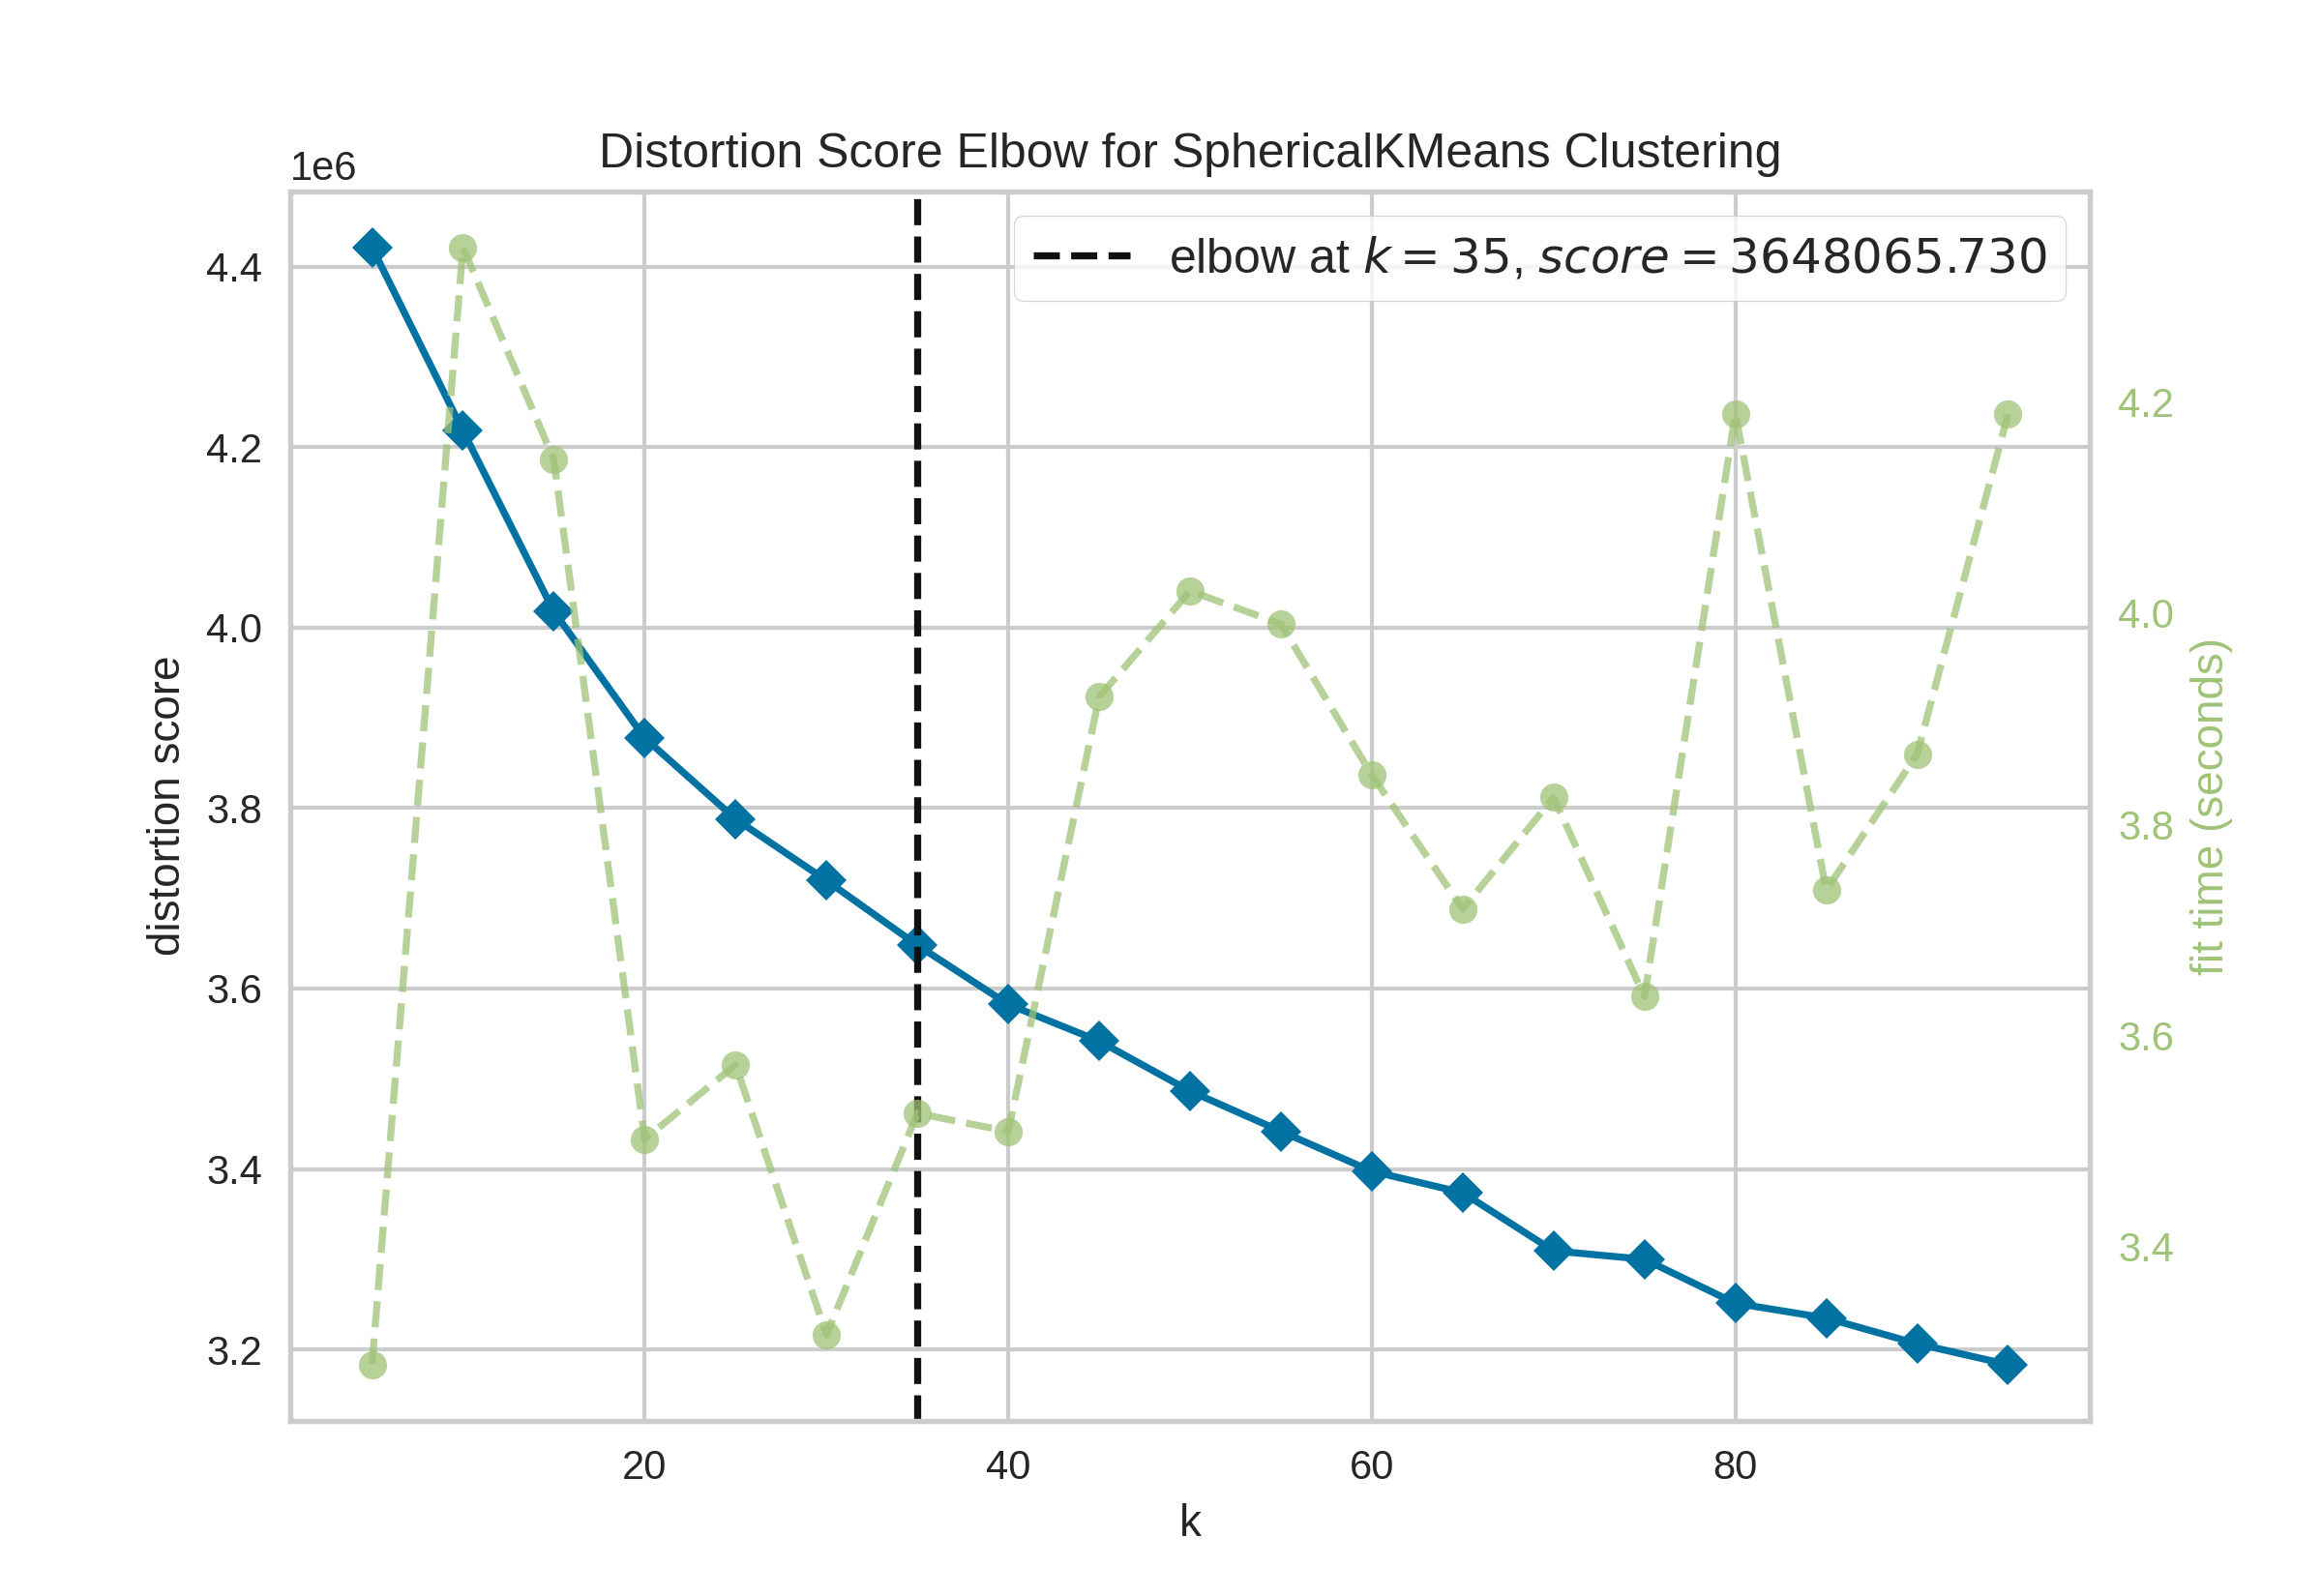 Distortion Score Elbow for SphericalKMeans Clustering
1e6
elbow at k = 35, score = 3648065.730
4.4
4.2
4.0
3.8
3.6
3.4
3.2
distortion score
4.2
4.0
3.8
3.6
3.4
fit time (seconds)
20 40 60 80
k